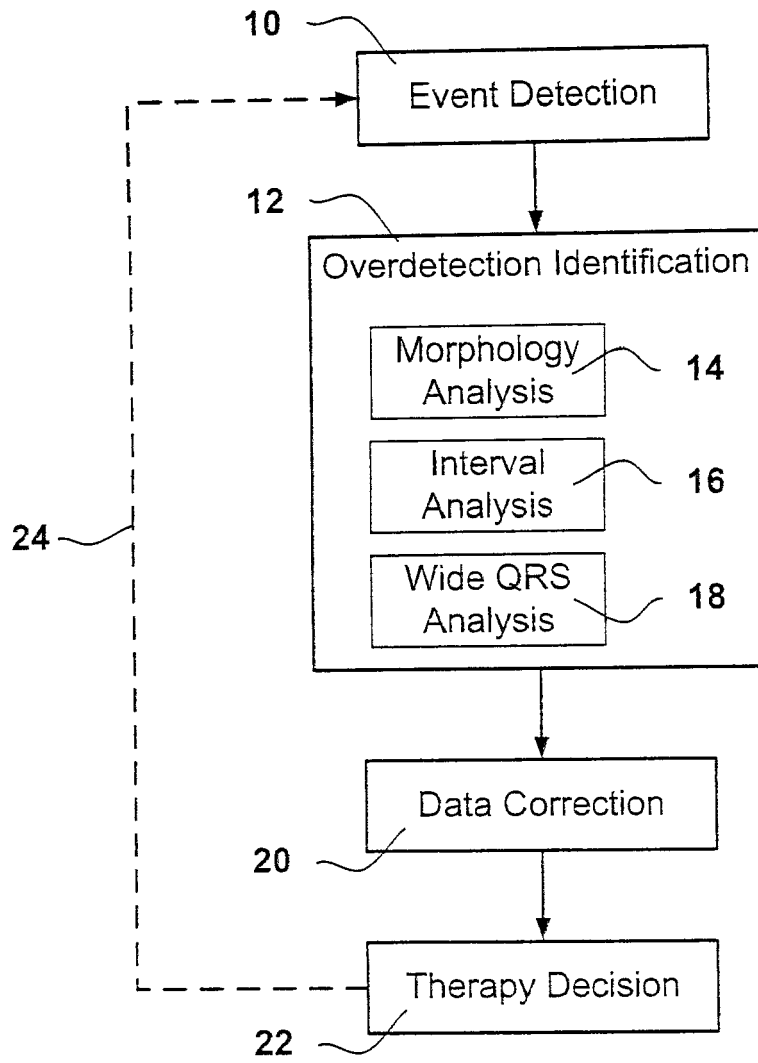 10
Event Detection
12
Overdetection Identification
Morphology
Analysis
14
Interval
Analysis
16
Wide QRS
Analysis
18
24
Data Correction
20
Therapy Decision
22